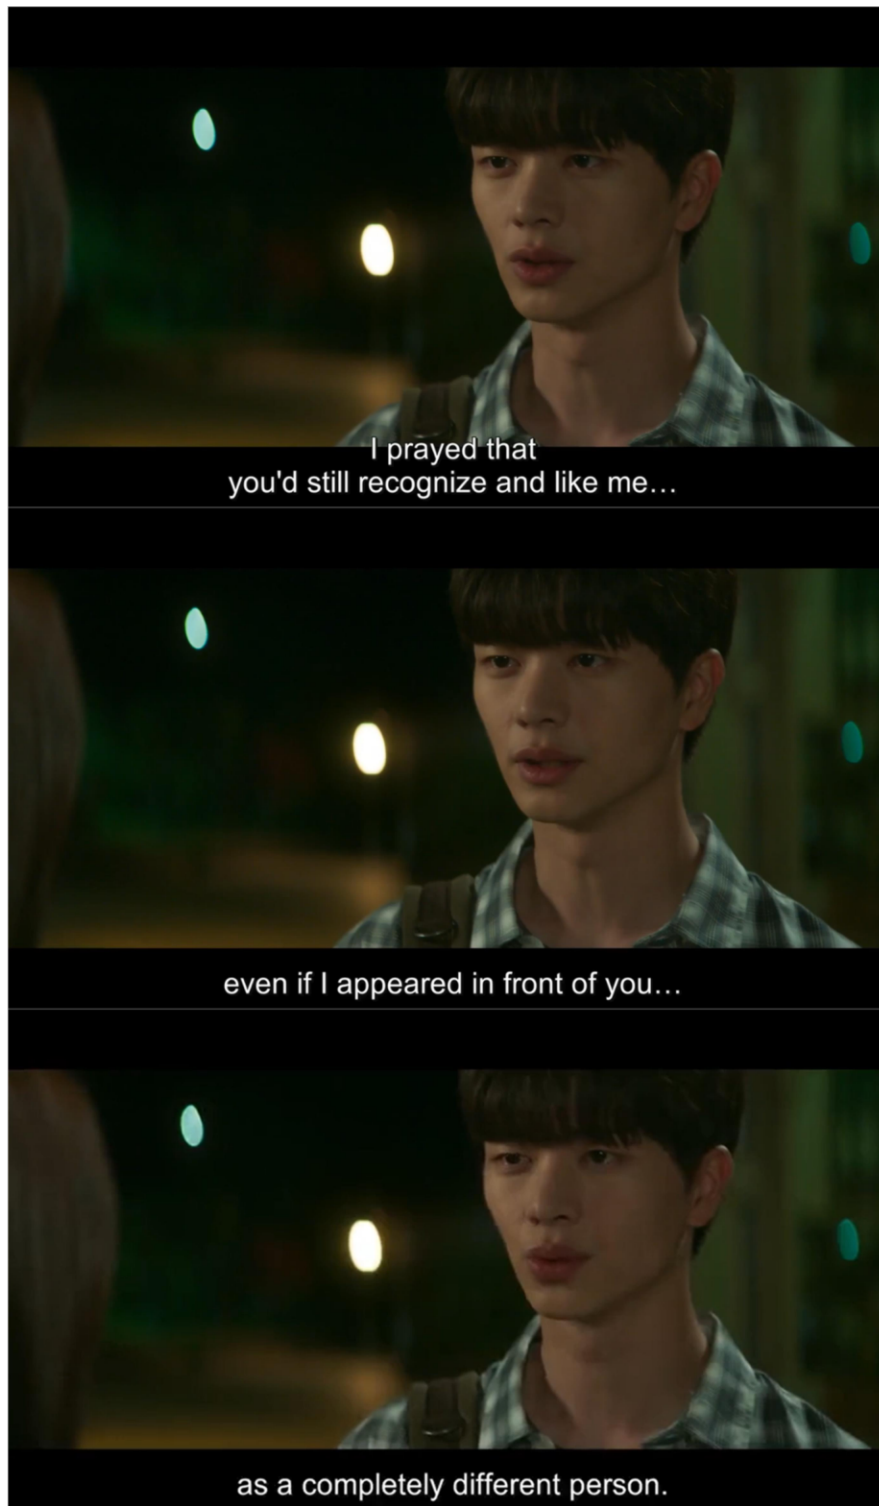 I prayed that
you'd still recognize and like me…
even if I appeared in front of you…
as a completely different person.